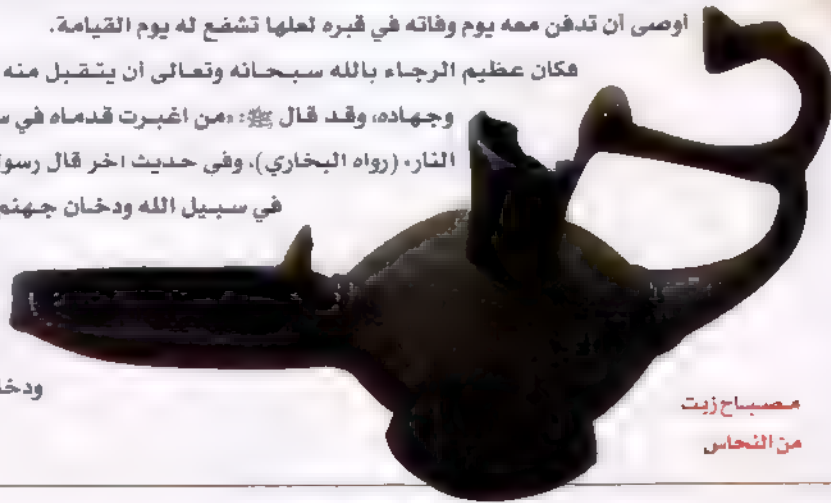 أوصى أن تدفن معه يوم وفاته في قبره لعلها تشفع له يوم القيامة.
فكان عظيم الرجاء بالله سبحانه وتعالى أن يتقبل منه
وجهاده، وقد قال ﷺ: «من اغبرت قدماه في س
النار» (رواه البخاري)، وفي حديث اخر قال رسو
في سبيل الله ودخان جهنم
ودخا
مصباح زيت
من النحاس